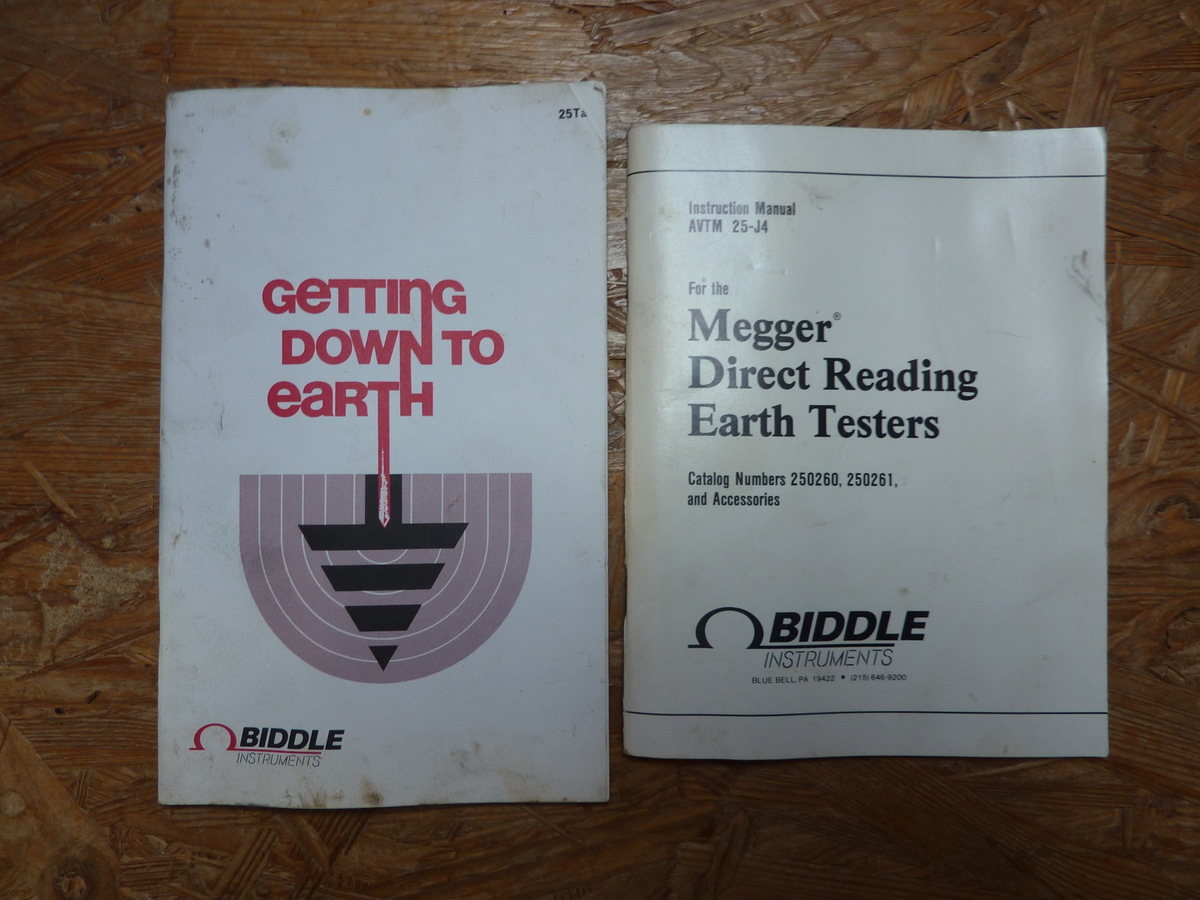 25Ta
GETTING
DOWN TO
EARTH
BIDDLE
INSTRUMENTS
Instruction Manual
AVTM 25-J4
For the
Megger®
Direct Reading
Earth Testers
Catalog Numbers 250260, 250261,
and Accessories
BIDDLE
INSTRUMENTS
BLUE BELL, PA 19422 • (215) 646-9200